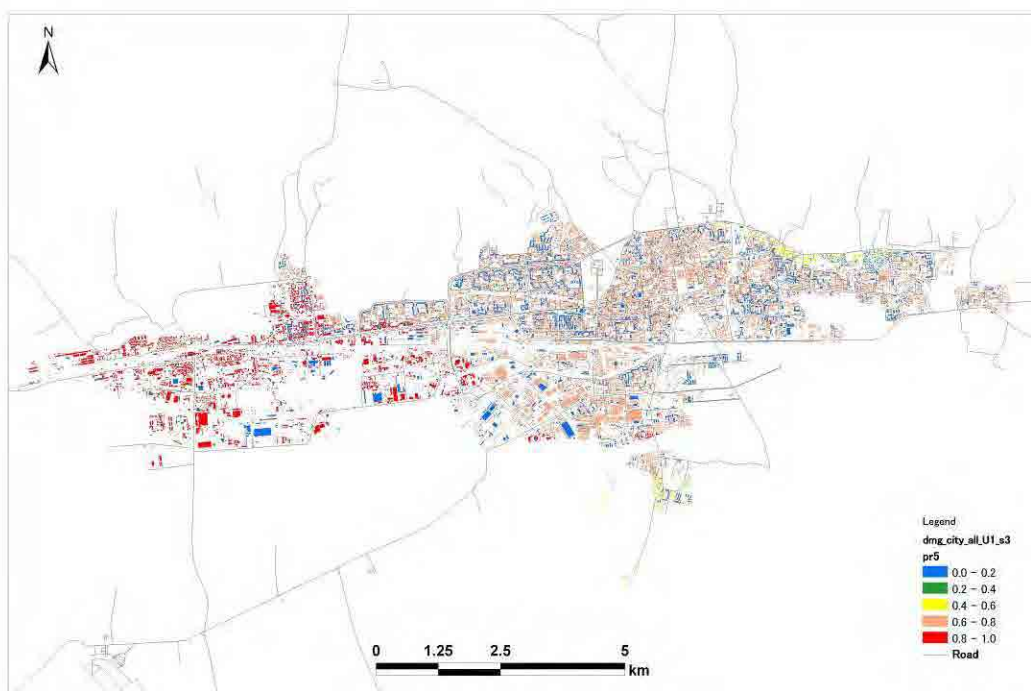 N
Legend
dmg_city_all_U1_s3
pr5
0.0 - 0.2
0.2 - 0.4
0.4 - 0.6
0.6 - 0.8
0.8 - 1.0
Road
0 1.25 2.5 5
km